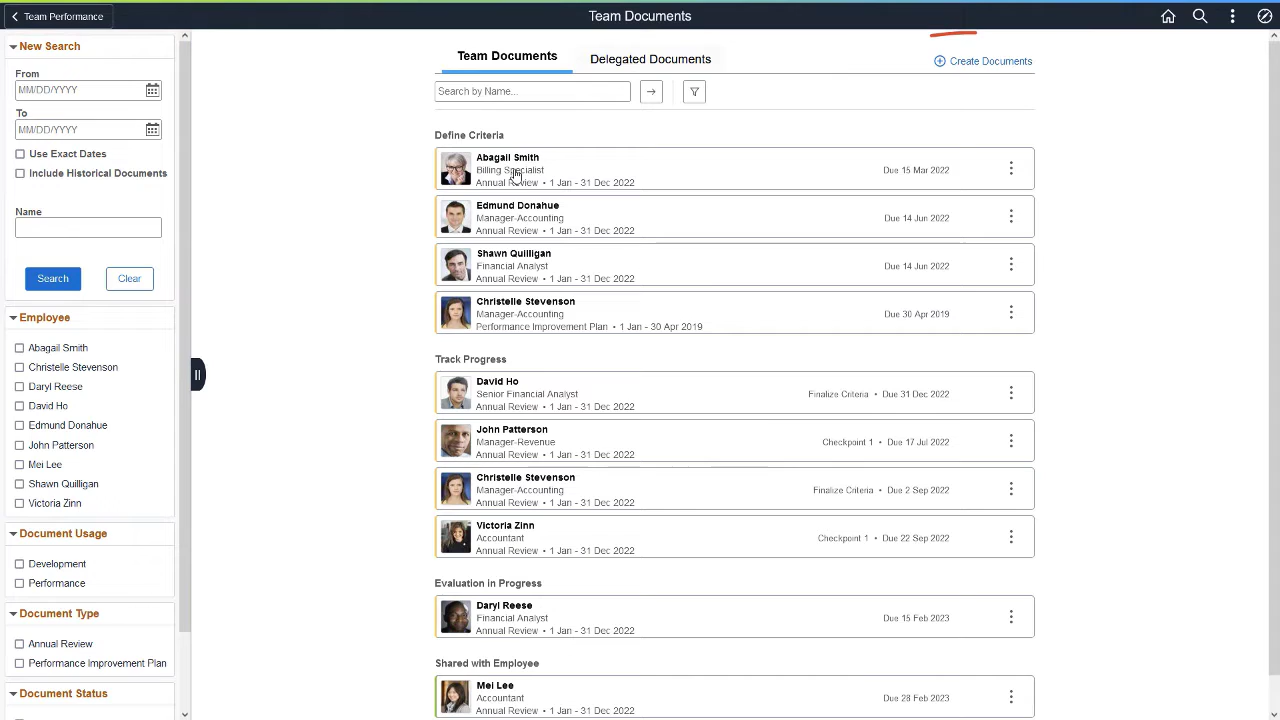 Team Performance
Team Documents
New Search
From
MM/DD/YYYY
To
MM/DD/YYYY
Use Exact Dates
Include Historical Documents
Name
Search
Clear
Employee
Abagail Smith
Christelle Stevenson
Daryl Reese
David Ho
Edmund Donahue
John Patterson
Mei Lee
Shawn Quilligan
Victoria Zinn
Document Usage
Development
Performance
Document Type
Annual Review
Performance Improvement Plan
Document Status
Team Documents
Delegated Documents
Create Documents
Search by Name...
Define Criteria
Abagail Smith
Billing Specialist
Annual Review • 1 Jan - 31 Dec 2022
Due 15 Mar 2022
Edmund Donahue
Manager-Accounting
Annual Review • 1 Jan - 31 Dec 2022
Due 14 Jun 2022
Shawn Quilligan
Financial Analyst
Annual Review • 1 Jan - 31 Dec 2022
Due 14 Jun 2022
Christelle Stevenson
Manager-Accounting
Performance Improvement Plan • 1 Jan - 30 Apr 2019
Due 30 Apr 2019
Track Progress
David Ho
Senior Financial Analyst
Annual Review • 1 Jan - 31 Dec 2022
Finalize Criteria • Due 31 Dec 2022
John Patterson
Manager-Revenue
Annual Review • 1 Jan - 31 Dec 2022
Checkpoint 1 • Due 17 Jul 2022
Christelle Stevenson
Manager-Accounting
Annual Review • 1 Jan - 31 Dec 2022
Finalize Criteria • Due 2 Sep 2022
Victoria Zinn
Accountant
Annual Review • 1 Jan - 31 Dec 2022
Checkpoint 1 • Due 22 Sep 2022
Evaluation in Progress
Daryl Reese
Financial Analyst
Annual Review • 1 Jan - 31 Dec 2022
Due 15 Feb 2023
Shared with Employee
Mei Lee
Accountant
Annual Review • 1 Jan - 31 Dec 2022
Due 28 Feb 2023